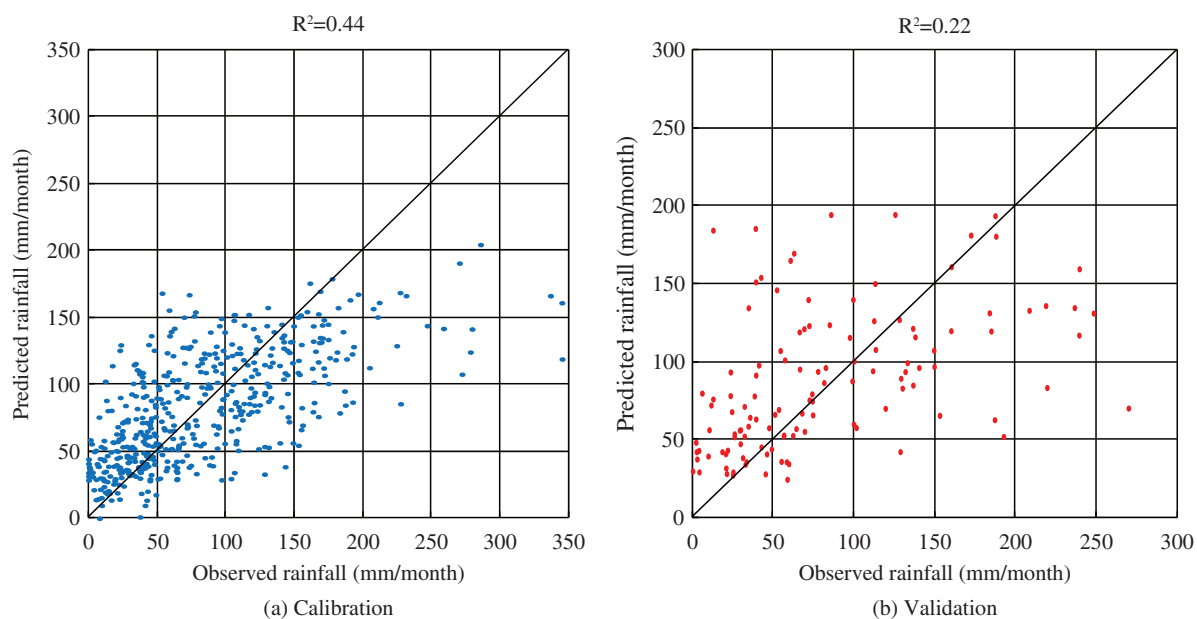 R²=0.44
350
300
250
200
150
100
50
0
Predicted rainfall (mm/month)
0 50 100 150 200 250 300 350
Observed rainfall (mm/month)
(a) Calibration
R²=0.22
300
250
200
150
100
50
0
Predicted rainfall (mm/month)
0 50 100 150 200 250 300
Observed rainfall (mm/month)
(b) Validation